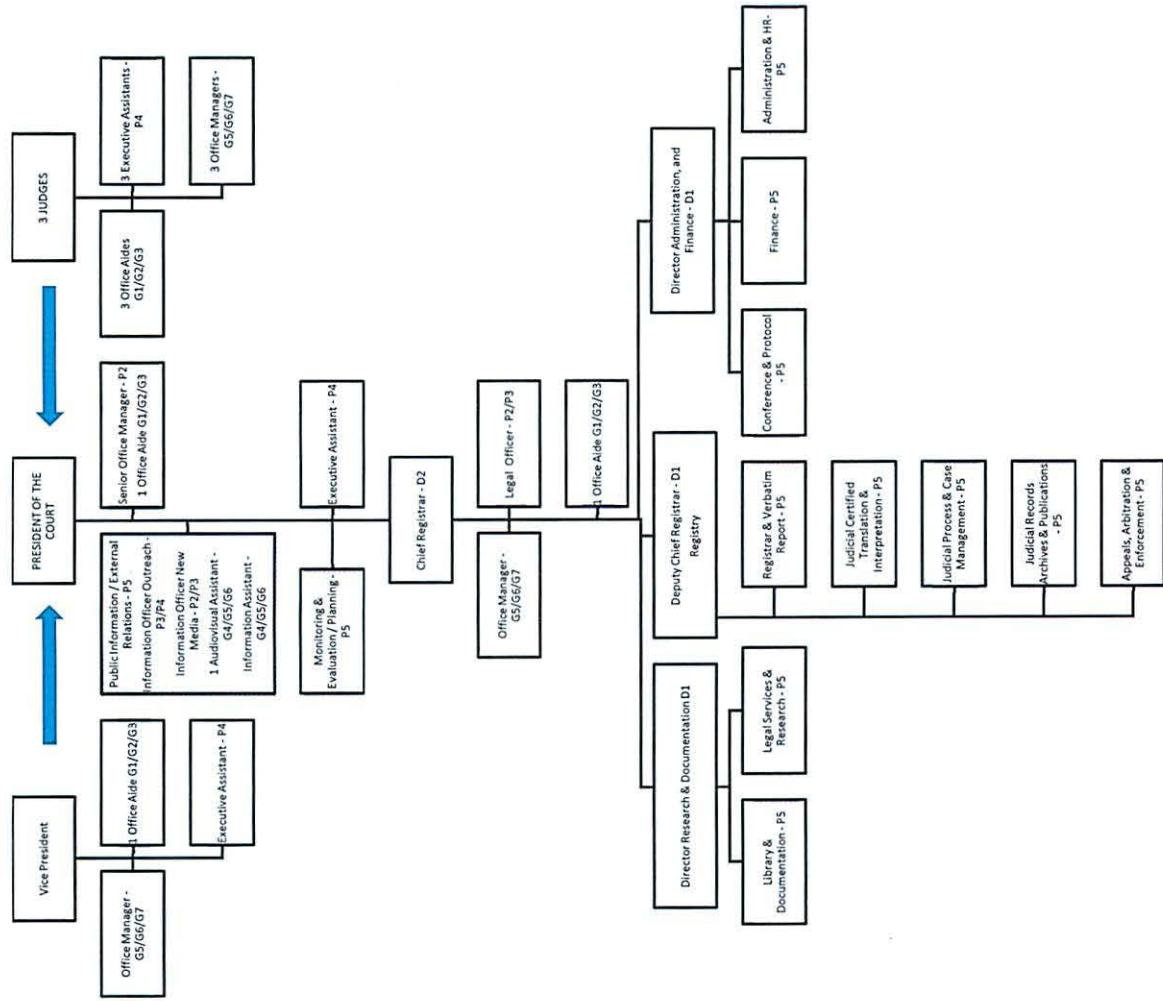 Vice President
PRESIDENT OF THE
COURT
3 JUDGES
Office Manager -
G5/G6/G7
1 Office Aide G1/G2/G3
Executive Assistant - P4
Public Information / External
Relations - P5
Information Officer Outreach -
P3/P4
Information Officer New
Media - P2/P3
1 Audiovisual Assistant -
G4/G5/G6
Information Assistant -
G4/G5/G6
Senior Office Manager - P2
1 Office Aide G1/G2/G3
3 Office Aides
G1/G2/G3
3 Executive Assistants -
P4
3 Office Managers -
G5/G6/G7
Monitoring &
Evaluation / Planning -
P5
Executive Assistant - P4
Chief Registrar - D2
Office Manager -
G5/G6/G7
Legal Officer - P2/P3
1 Office Aide G1/G2/G3
Director Research & Documentation D1
Deputy Chief Registrar - D1
Registry
Director Administration, and
Finance - D1
Library &
Documentation - P5
Legal Services &
Research - P5
Registrar & Verbatim
Report - P5
Judicial Certified
Translation &
Interpretation - P5
Judicial Process & Case
Management - P5
Judicial Records
Archives & Publications
- P5
Appeals, Arbitration &
Enforcement - P5
Conference & Protocol
- P5
Finance - P5
Administration & HR-
P5